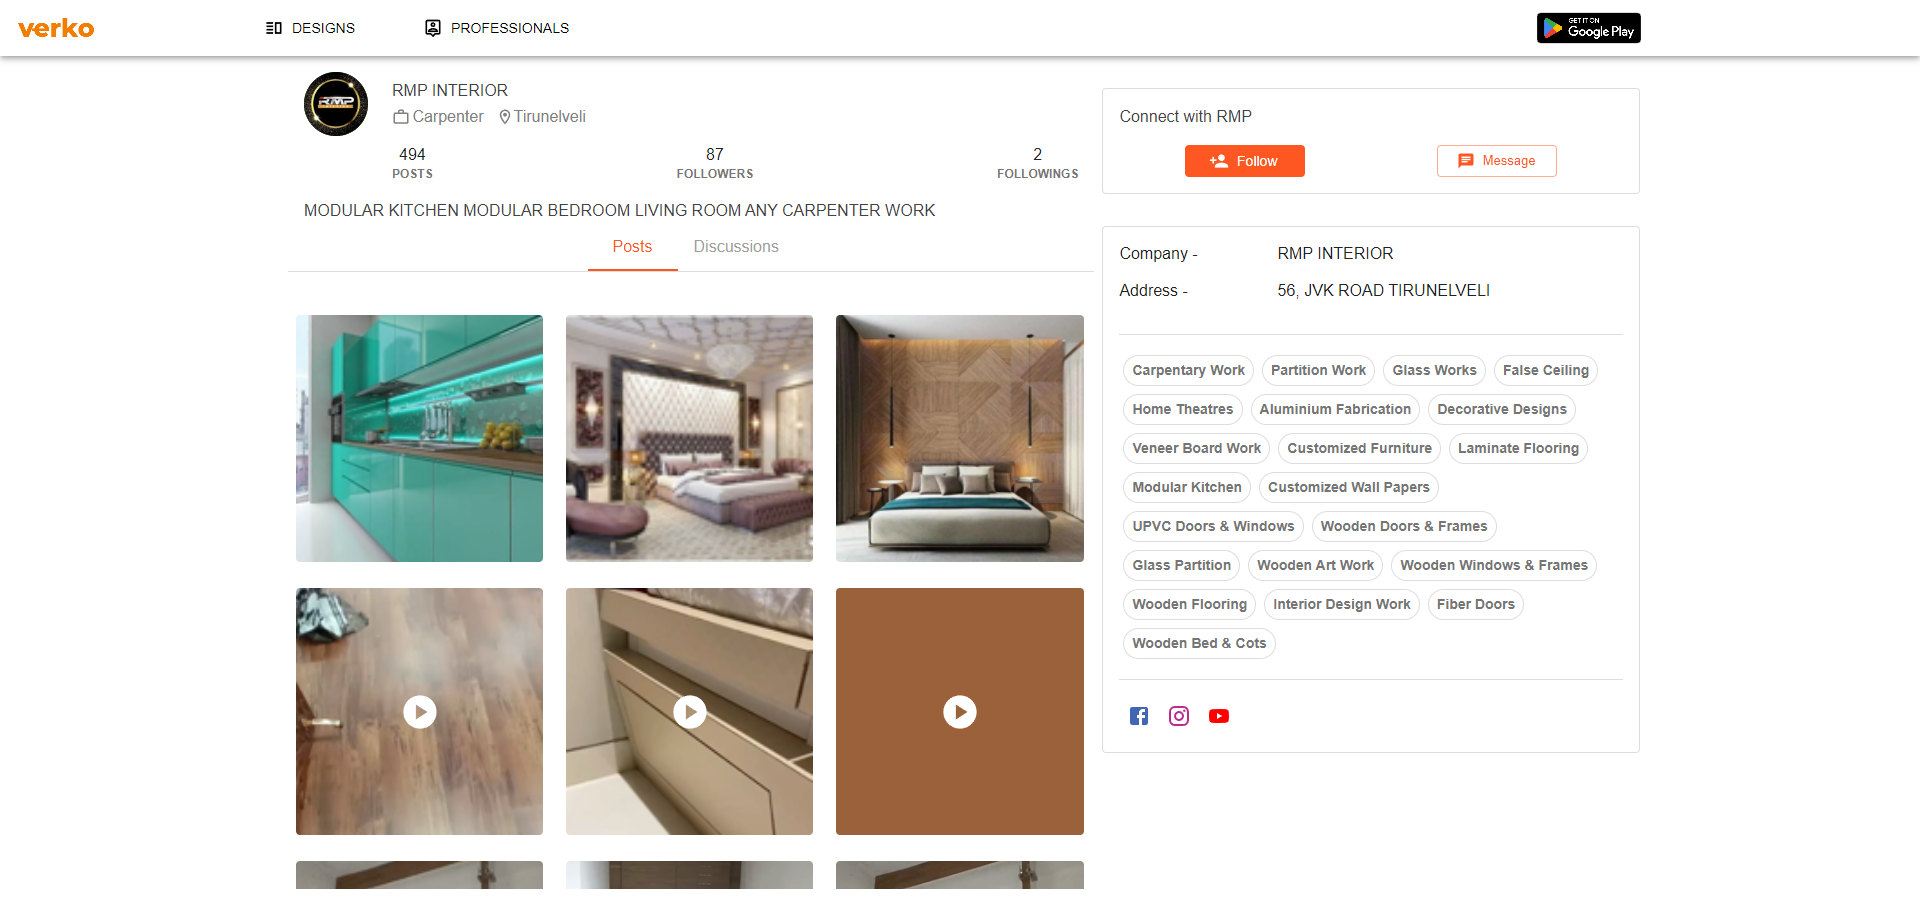 verko
DESIGNS
PROFESSIONALS
GET IT ON
Google Play
RMP
RMP INTERIOR
Carpenter
Tirunelveli
494
POSTS
87
FOLLOWERS
2
FOLLOWINGS
MODULAR KITCHEN MODULAR BEDROOM LIVING ROOM ANY CARPENTER WORK
Posts
Discussions
Connect with RMP
Follow
Message
Company -
RMP INTERIOR
Address -
56, JVK ROAD TIRUNELVELI
Carpentary Work
Partition Work
Glass Works
False Ceiling
Home Theatres
Aluminium Fabrication
Decorative Designs
Veneer Board Work
Customized Furniture
Laminate Flooring
Modular Kitchen
Customized Wall Papers
UPVC Doors & Windows
Wooden Doors & Frames
Glass Partition
Wooden Art Work
Wooden Windows & Frames
Wooden Flooring
Interior Design Work
Fiber Doors
Wooden Bed & Cots